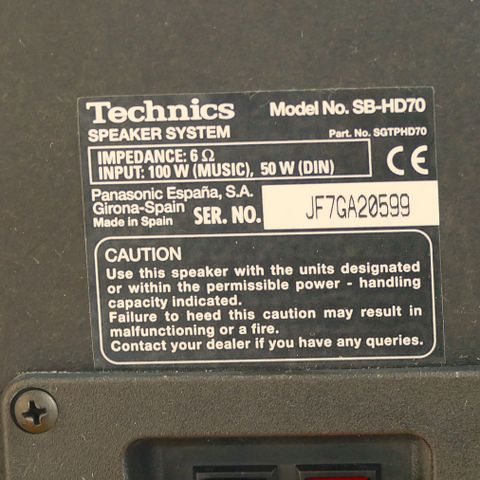 Technics Model No. SB-HD70
SPEAKER SYSTEM Part. No. SGTPHD70
IMPEDANCE: 6 Ω
INPUT: 100 W (MUSIC), 50 W (DIN)
CE
Panasonic España, S.A.
Girona-Spain
Made in Spain
SER. NO. JF7GA20599
CAUTION
Use this speaker with the units designated
or within the permissible power - handling
capacity indicated.
Failure to heed this caution may result in
malfunctioning or a fire.
Contact your dealer if you have any queries.